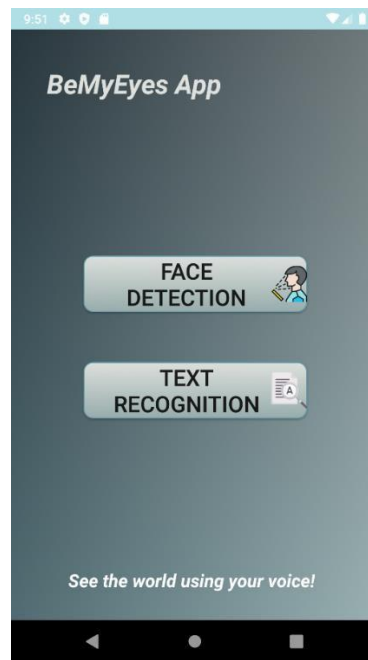 9:51
BeMyEyes App
FACE
DETECTION
TEXT
RECOGNITION
A
See the world using your voice!